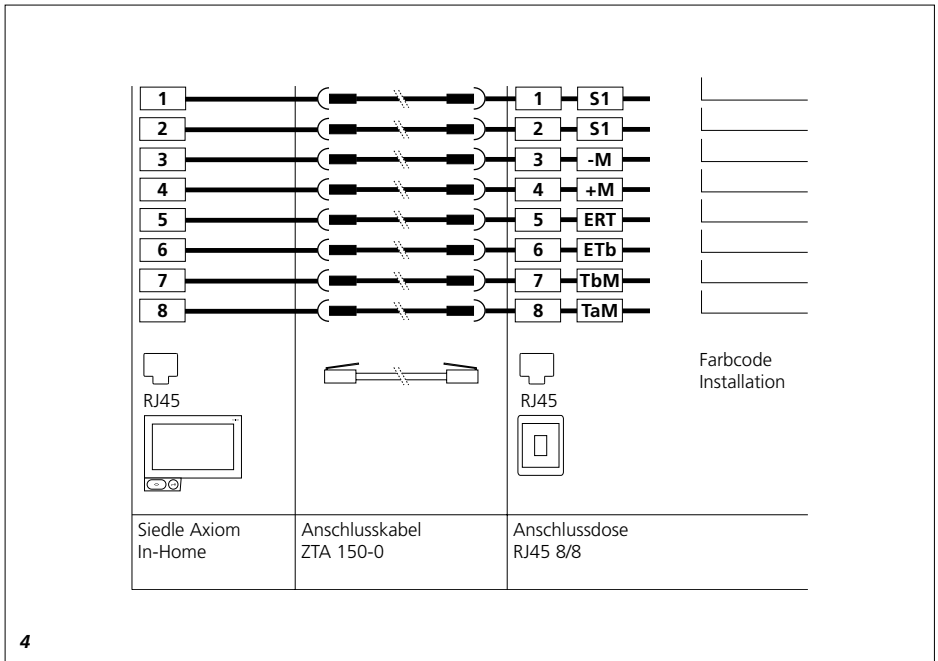 1 1 S1
2 2 S1
3 3 -M
4 4 +M
5 5 ERT
6 6 ETb
7 7 TbM
8 8 TaM
RJ45
RJ45
Farbcode
Installation
Siedle Axiom
In-Home
Anschlusskabel
ZTA 150-0
Anschlussdose
RJ45 8/8
4